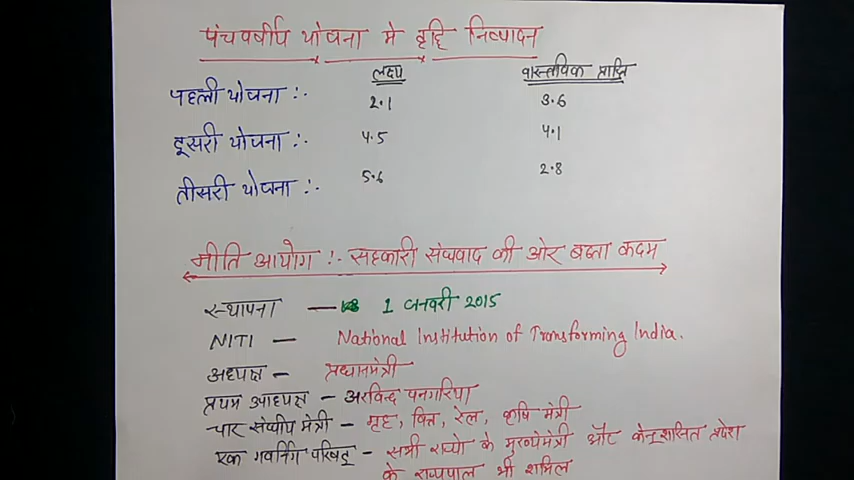 पंचवर्षीय योजना मे वृद्दि निष्पादन
लक्ष्य वास्तविक प्राप्ति
पहली योजना :- 2.1 3.6
दूसरी योजना :- 4.5 4.1
तीसरी योजना :- 5.6 2.8
नीति आयोग :- सहकारी संघवाद की ओर बढ़ता कदम
स्थापना — 1 जनवरी 2015
NITI — National Institution of Transforming India.
अध्यक्ष — प्रधानमंत्री
प्रथम उपाध्यक्ष — अरविन्द पनगरिया
चार संघीय मंत्री — गृह, वित्त, रेल, कृषि मंत्री
एक गवर्निंग परिषद् — सभी राज्यो के मुख्यमंत्री और केन्द्रशासित प्रदेश
के राज्यपाल भी शामिल